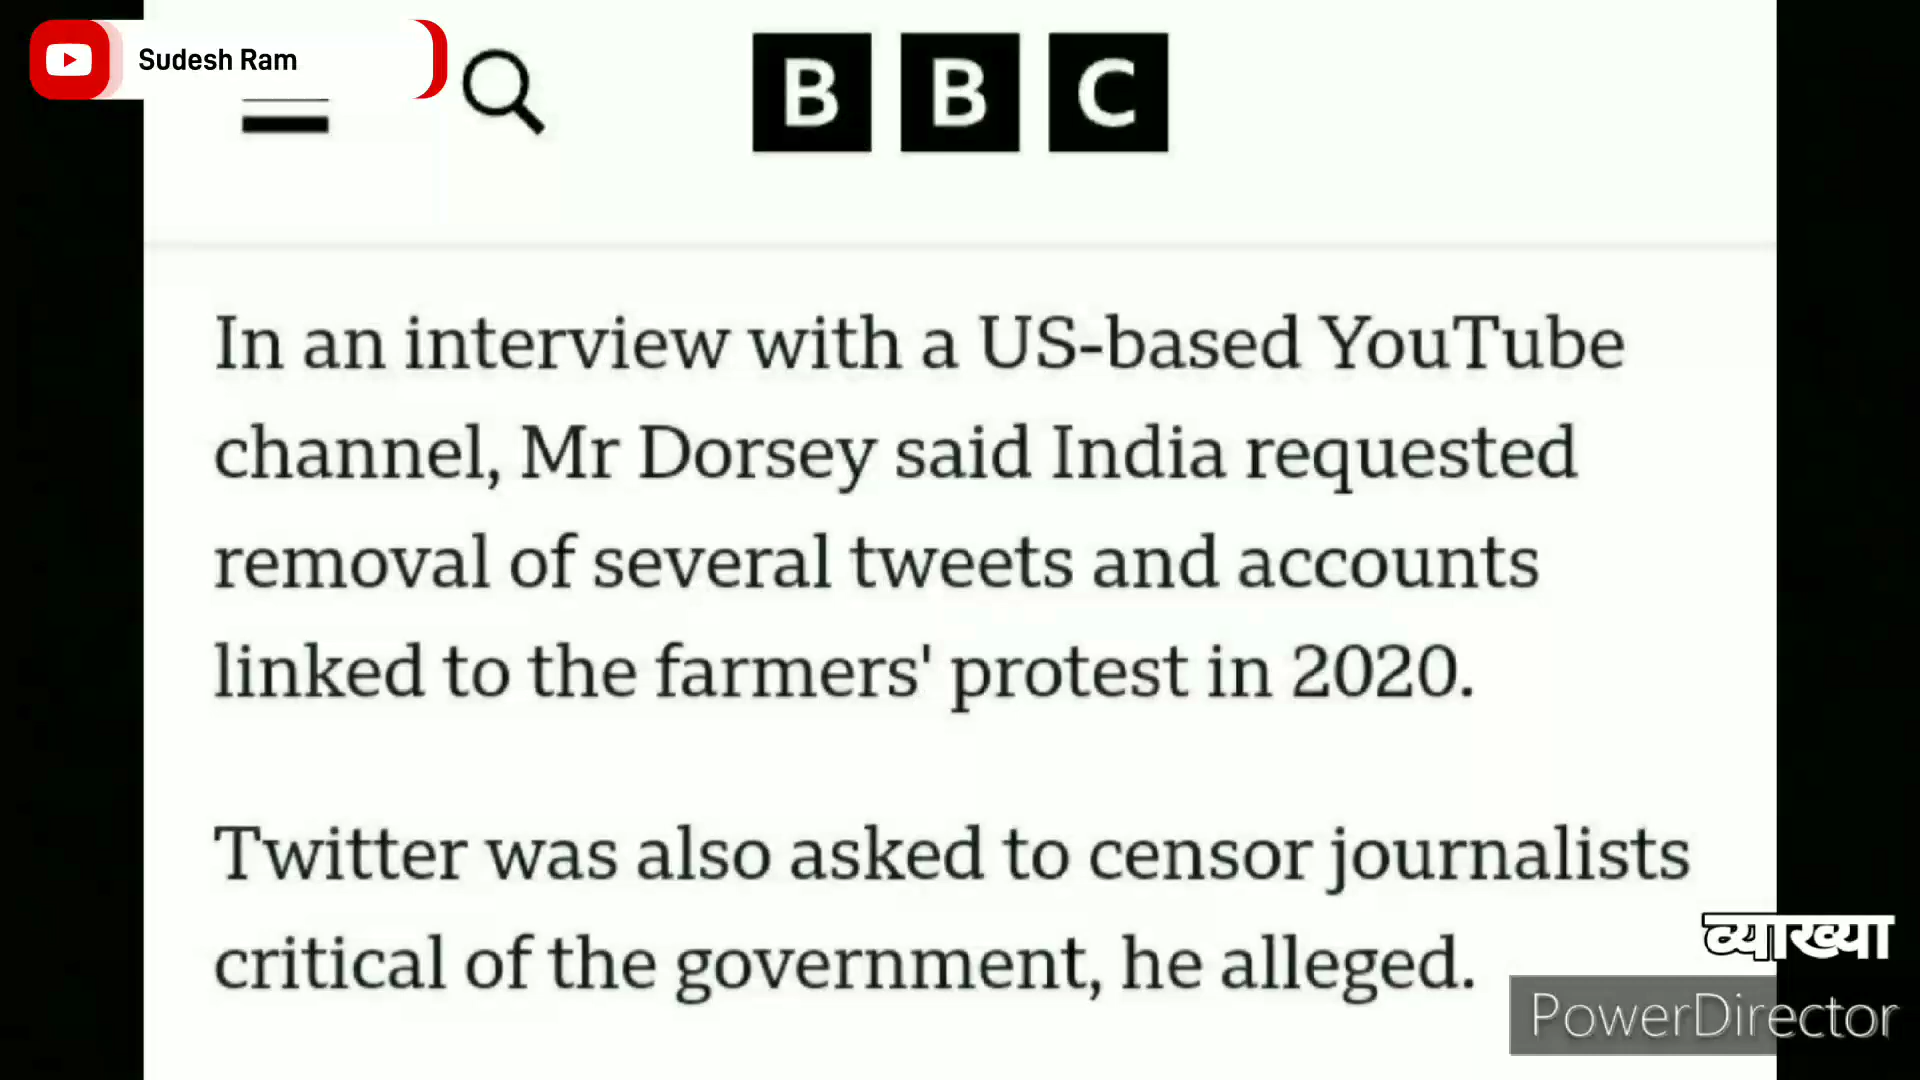 Sudesh Ram
BBC
In an interview with a US-based YouTube
channel, Mr Dorsey said India requested
removal of several tweets and accounts
linked to the farmers' protest in 2020.
Twitter was also asked to censor journalists
critical of the government, he alleged.
व्याख्या
PowerDirector